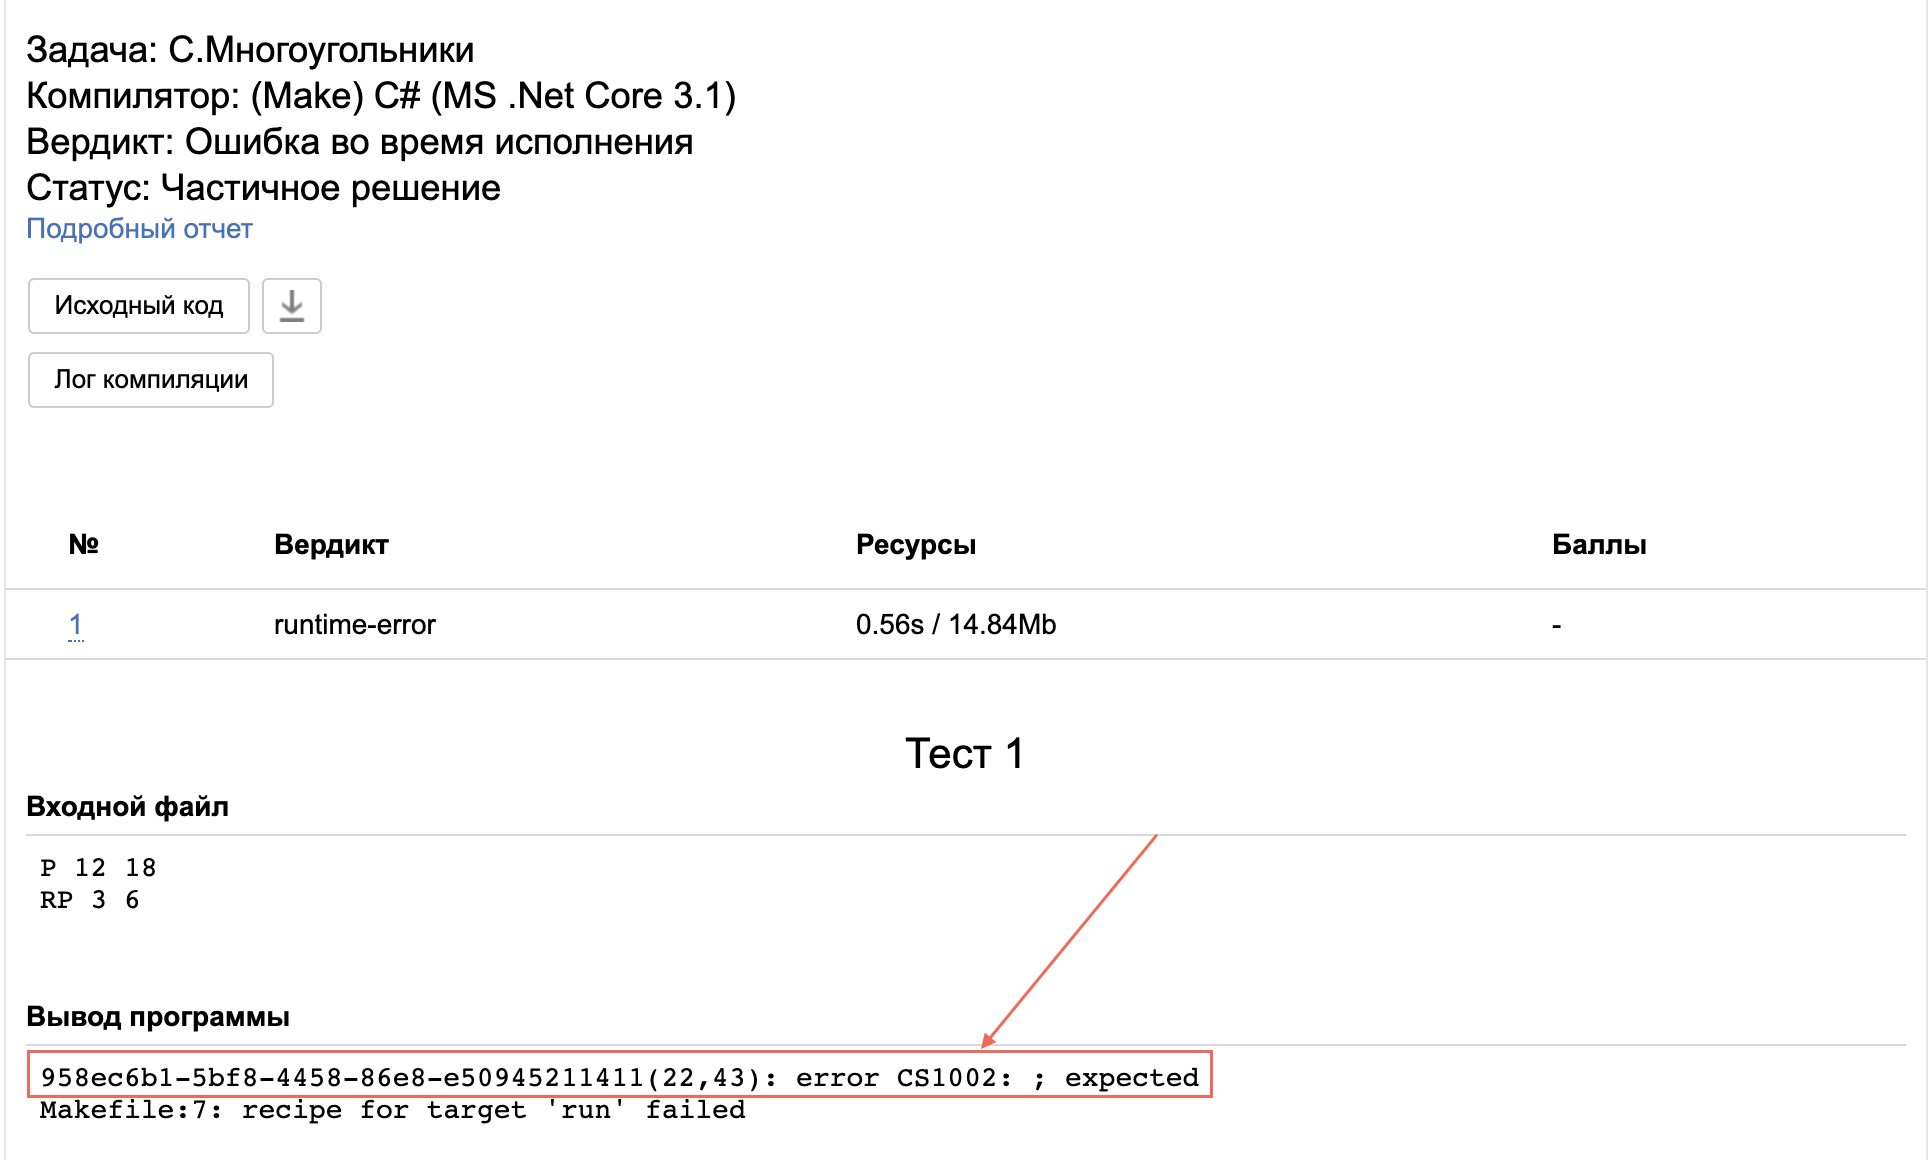 Задача: C.Многоугольники
Компилятор: (Make) C# (MS .Net Core 3.1)
Вердикт: Ошибка во время исполнения
Статус: Частичное решение
Подробный отчет
Исходный код
Лог компиляции
№ Вердикт Ресурсы Баллы
1 runtime-error 0.56s / 14.84Mb -
Тест 1
Входной файл
P 12 18
RP 3 6
Вывод программы
958ec6b1-5bf8-4458-86e8-e50945211411(22,43): error CS1002: ; expected
Makefile:7: recipe for target 'run' failed